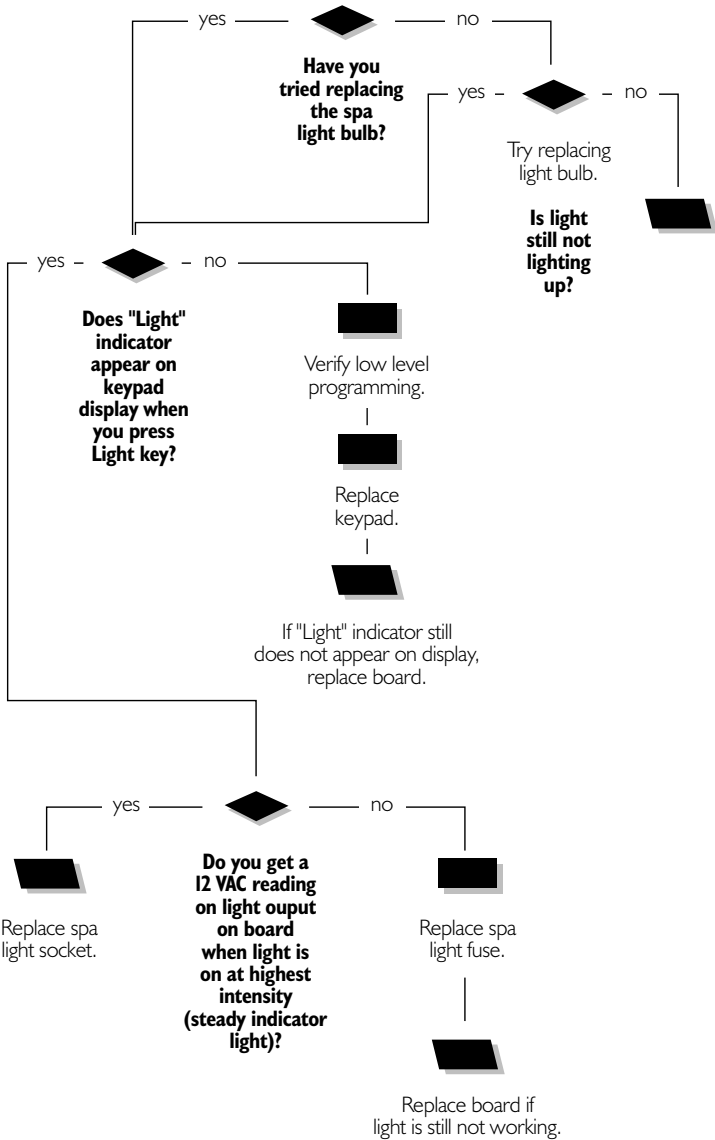 yes
no
Have you
tried replacing
the spa
light bulb?
yes
no
Try replacing
light bulb.
Is light
still not
lighting
up?
yes
no
Does "Light"
indicator
appear on
keypad
display when
you press
Light key?
Verify low level
programming.
Replace
keypad.
If "Light" indicator still
does not appear on display,
replace board.
yes
no
Do you get a
12 VAC reading
on light ouput
on board
when light is
on at highest
intensity
(steady indicator
light)?
Replace spa
light socket.
Replace spa
light fuse.
Replace board if
light is still not working.